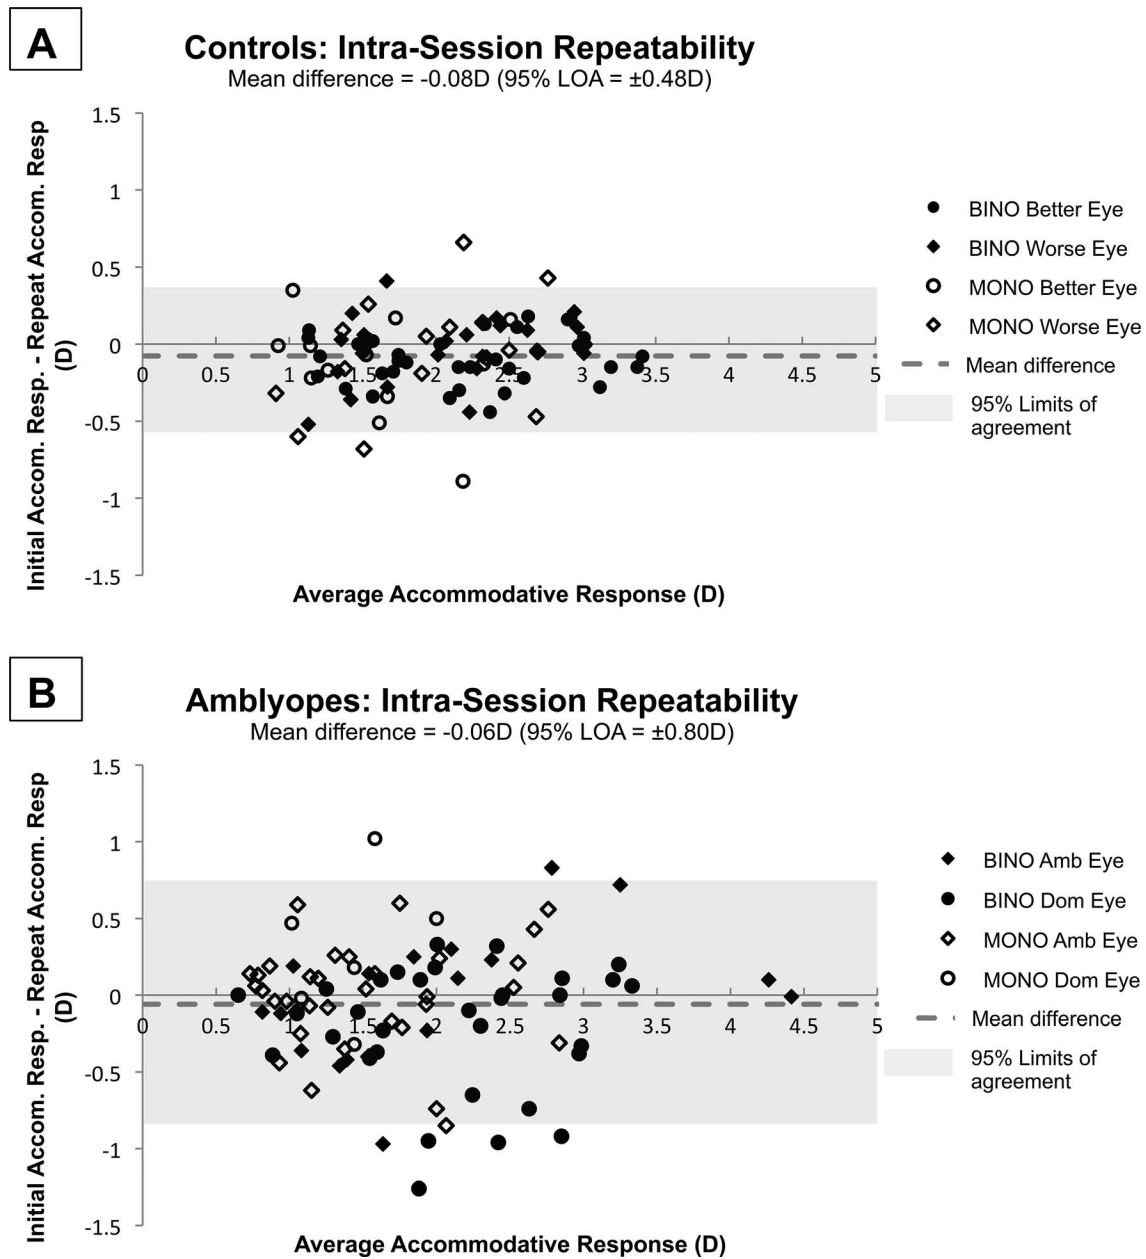 A
Controls: Intra-Session Repeatability
Mean difference = -0.08D (95% LOA = ±0.48D)
Initial Accom. Resp. - Repeat Accom. Resp
(D)
1.5
1
0.5
0
-0.5
-1
-1.5
0 0.5 1 1.5 2 2.5 3 3.5 4 4.5 5
Average Accommodative Response (D)
BINO Better Eye
BINO Worse Eye
MONO Better Eye
MONO Worse Eye
Mean difference
95% Limits of
agreement
B
Amblyopes: Intra-Session Repeatability
Mean difference = -0.06D (95% LOA = ±0.80D)
Initial Accom. Resp. - Repeat Accom. Resp
(D)
1.5
1
0.5
0
-0.5
-1
-1.5
0 0.5 1 1.5 2 2.5 3 3.5 4 4.5 5
Average Accommodative Response (D)
BINO Amb Eye
BINO Dom Eye
MONO Amb Eye
MONO Dom Eye
Mean difference
95% Limits of
agreement